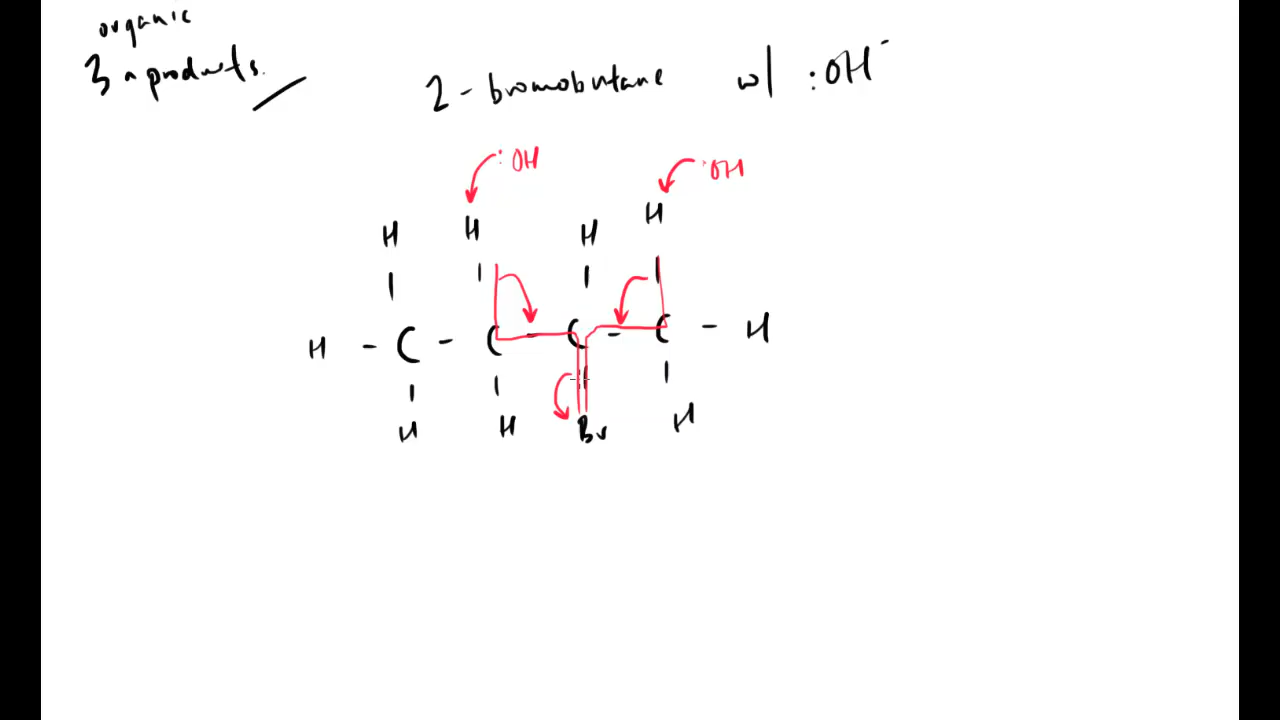 organic
3 n products.
2 - bromobutane w/ :OH⁻
:OH :OH
H H H H
H - C - C - C - C - H
H H Br H